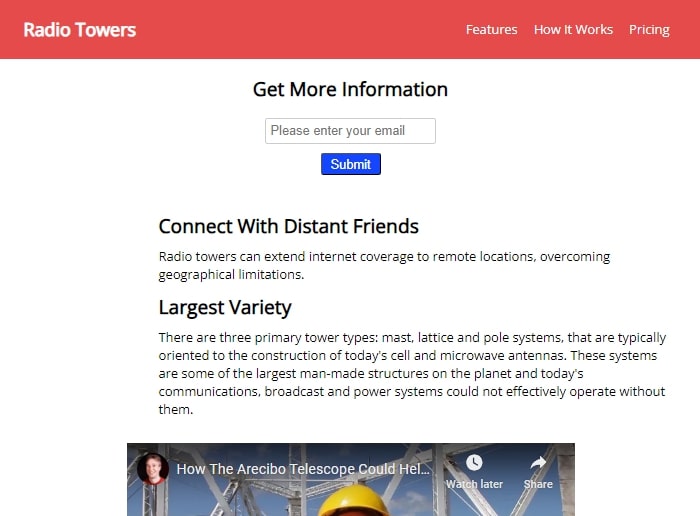 Radio Towers
Features How It Works Pricing
Get More Information
Please enter your email
Submit
Connect With Distant Friends
Radio towers can extend internet coverage to remote locations, overcoming
geographical limitations.
Largest Variety
There are three primary tower types: mast, lattice and pole systems, that are typically
oriented to the construction of today's cell and microwave antennas. These systems
are some of the largest man-made structures on the planet and today's
communications, broadcast and power systems could not effectively operate without
them.
How The Arecibo Telescope Could Hel...
Watch later Share